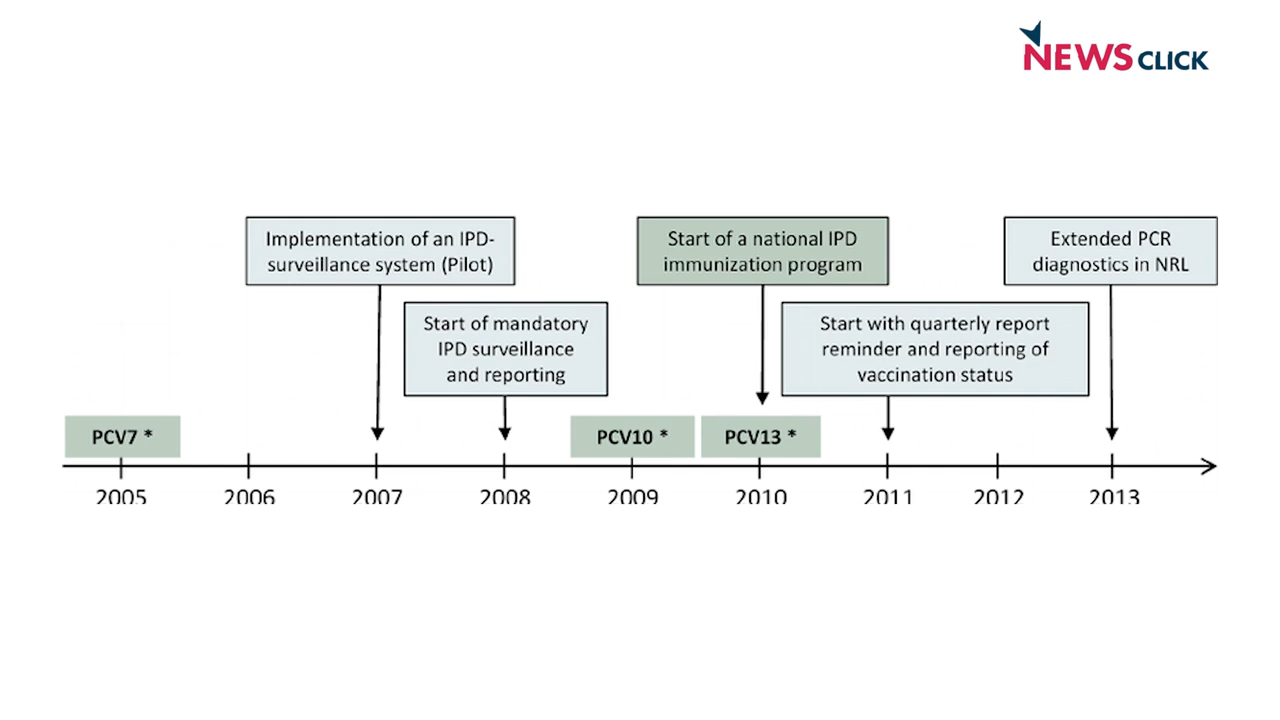 NEWS CLICK
Implementation of an IPD-
surveillance system (Pilot)
Start of a national IPD
immunization program
Extended PCR
diagnostics in NRL
Start of mandatory
IPD surveillance
and reporting
Start with quarterly report
reminder and reporting of
vaccination status
PCV7 *
PCV10 *
PCV13 *
2005
2006
2007
2008
2009
2010
2011
2012
2013